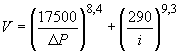 V = (17500/ΔP)^8,4 + (290/i)^9,3